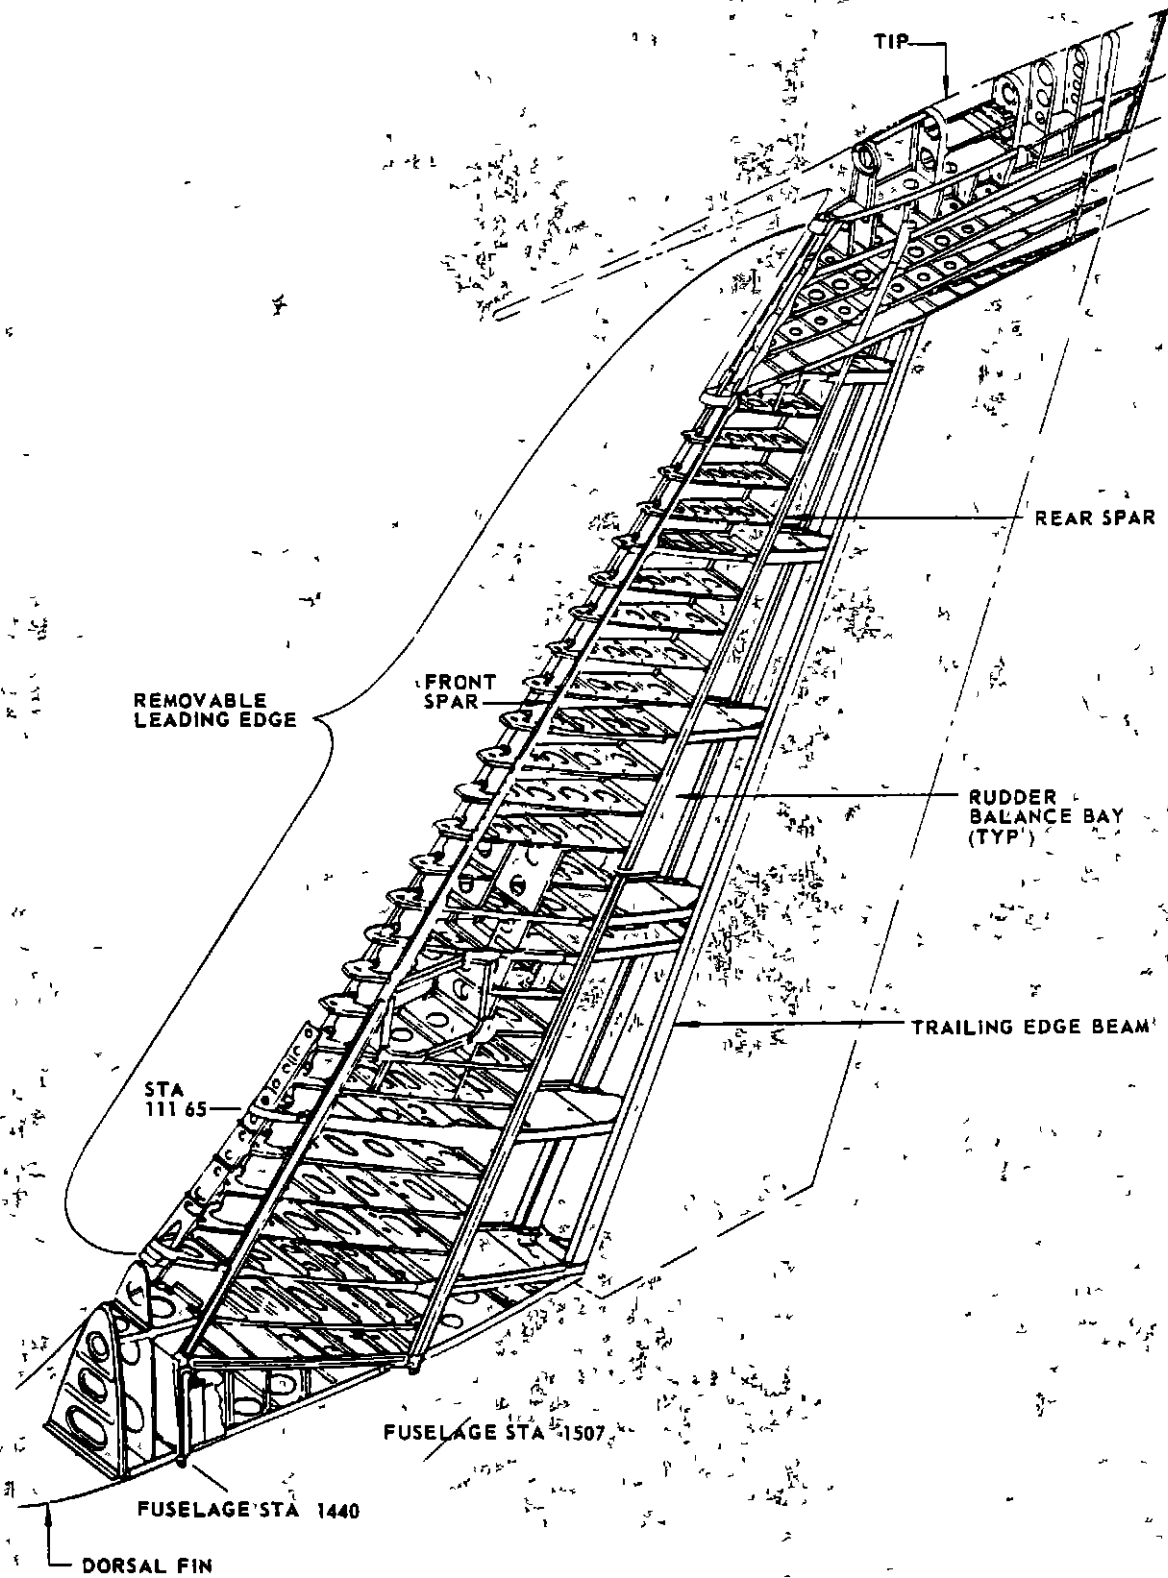 TIP
REAR SPAR
FRONT
SPAR
REMOVABLE
LEADING EDGE
RUDDER
BALANCE BAY
(TYP)
TRAILING EDGE BEAM
STA
111 65
FUSELAGE STA 1507
FUSELAGE STA 1440
DORSAL FIN